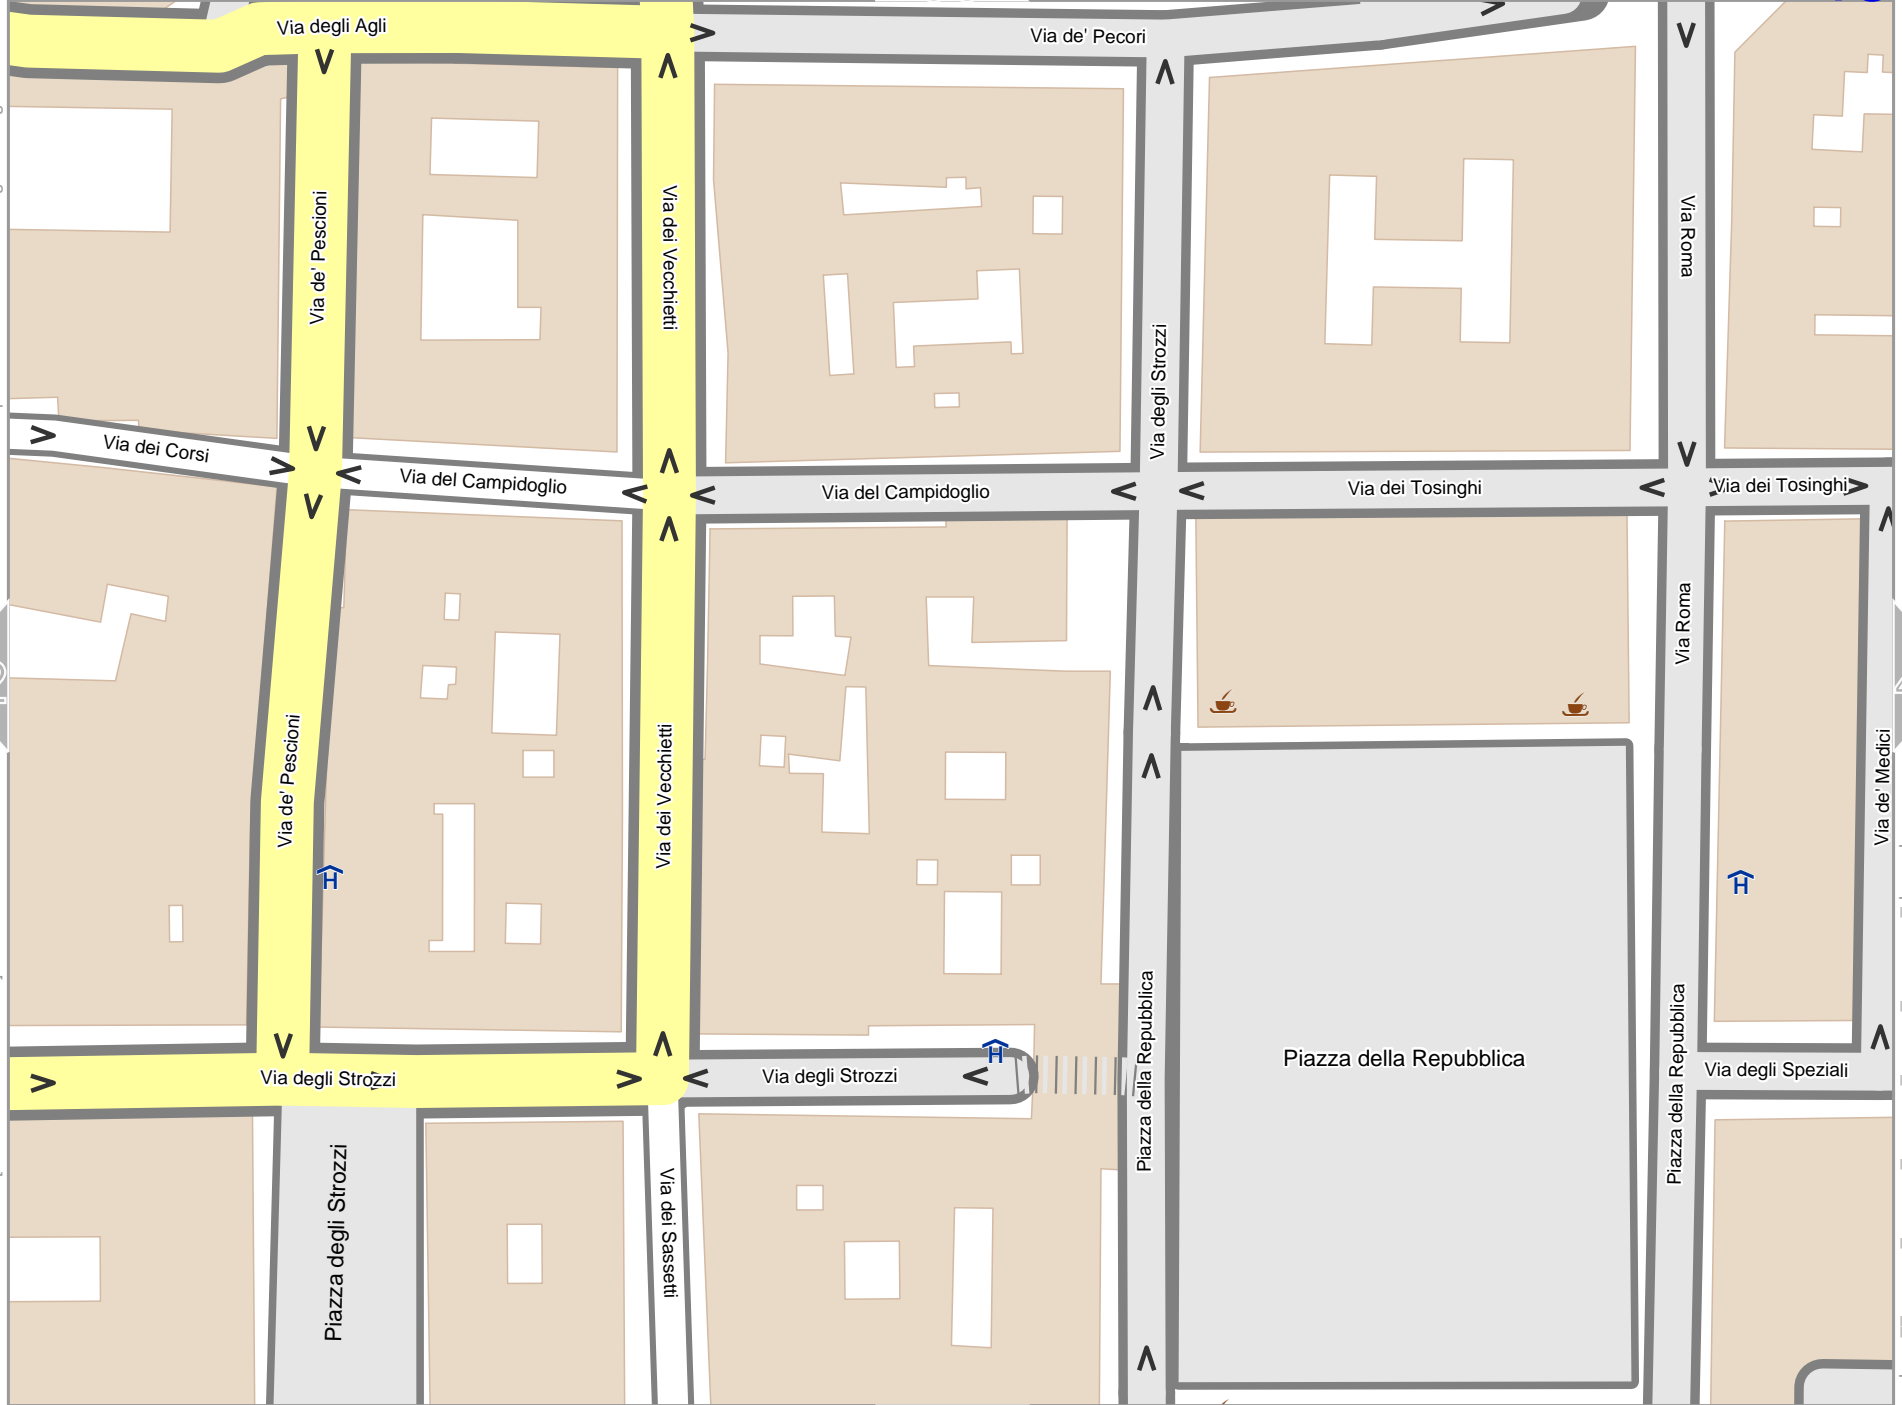 Via degli Agli
Via de' Pecori
Via de' Pescioni
Via dei Vecchietti
Via Roma
Via degli Strozzi
Via dei Corsi
Via del Campidoglio
Via del Campidoglio
Via dei Tosinghi
Via dei Tosinghi
Via Roma
Via de' Pescioni
Via dei Vecchietti
Via de' Medici
H
H
Piazza della Repubblica
Piazza della Repubblica
H
Piazza della Repubblica
Via degli Strozzi
Via degli Strozzi
Via degli Speziali
Piazza degli Strozzi
Via dei Sassetti